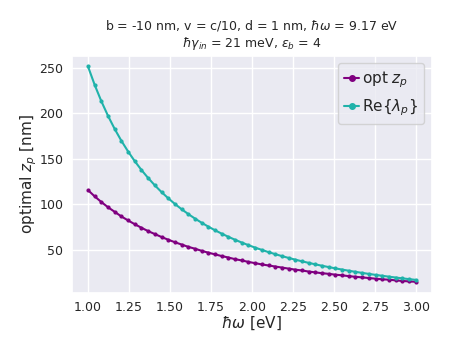 b = -10 nm, v = c/10, d = 1 nm, ℏω = 9.17 eV
ℏγ_in = 21 meV, ε_b = 4
opt z_p
Re{λ_p}
optimal z_p [nm]
250
200
150
100
50
1.00 1.25 1.50 1.75 2.00 2.25 2.50 2.75 3.00
ℏω [eV]